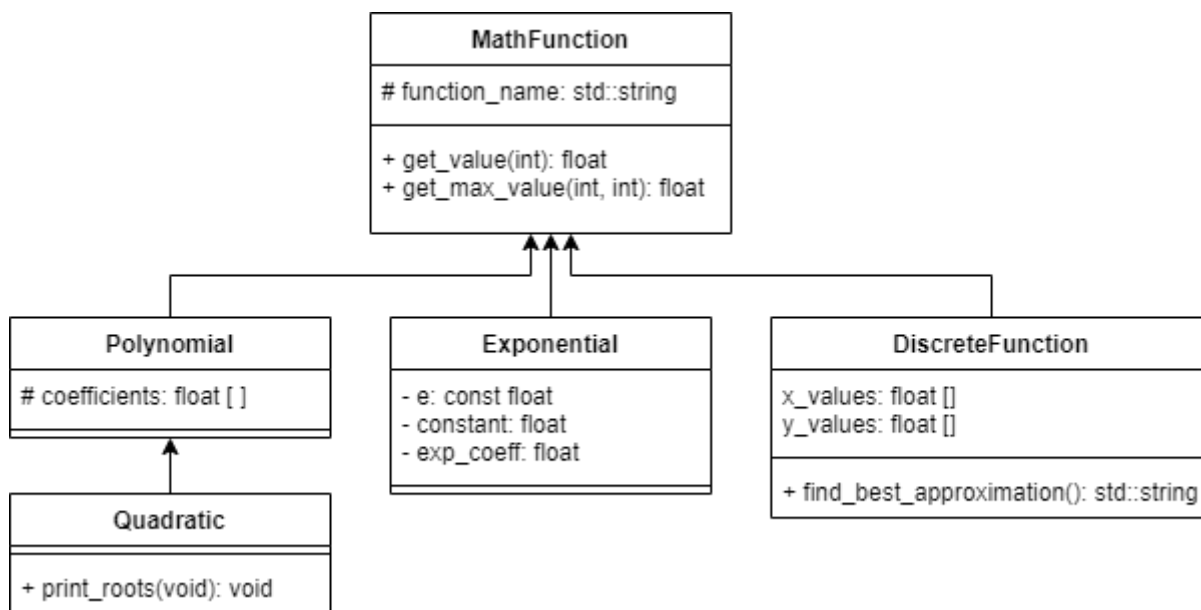 MathFunction
# function_name: std::string
+ get_value(int): float
+ get_max_value(int, int): float
Polynomial
# coefficients: float [ ]
Exponential
- e: const float
- constant: float
- exp_coeff: float
DiscreteFunction
x_values: float []
y_values: float []
+ find_best_approximation(): std::string
Quadratic
+ print_roots(void): void